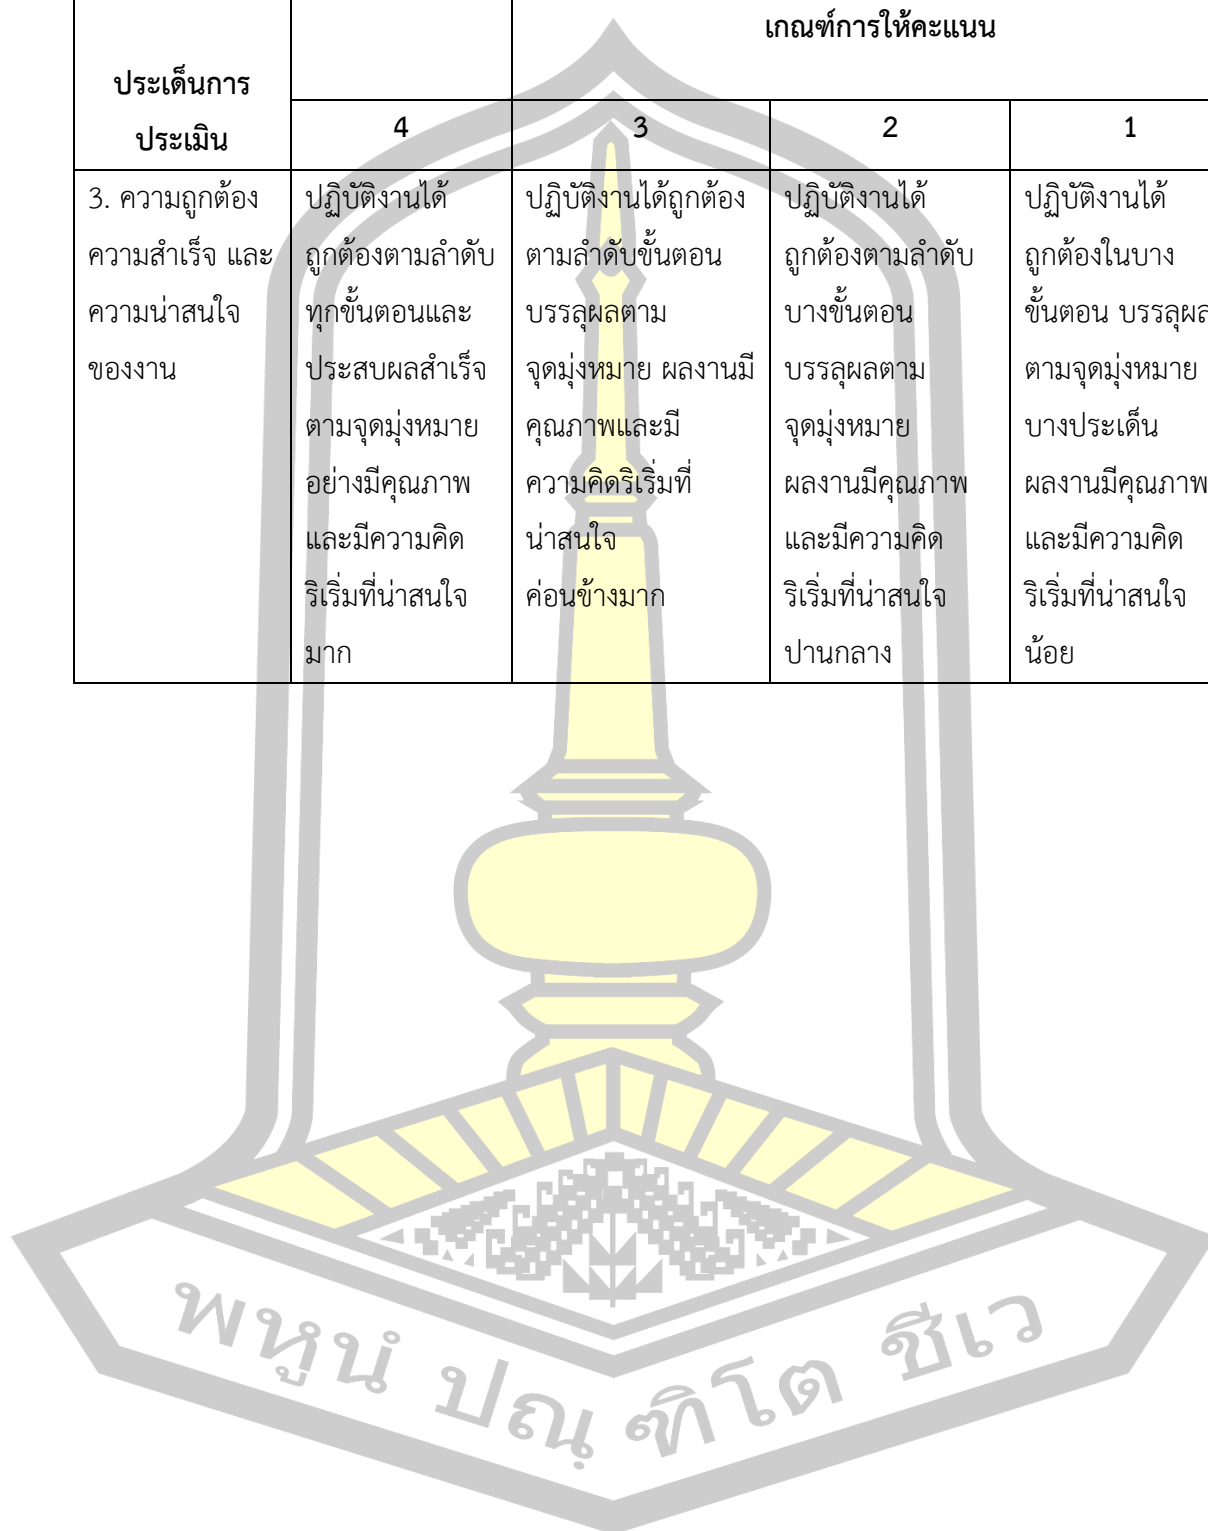 เกณฑ์การให้คะแนน
ประเด็นการ
ประเมิน
4 3 2 1
3. ความถูกต้อง ปฏิบัติงานได้ ปฏิบัติงานได้ถูกต้อง ปฏิบัติงานได้ ปฏิบัติงานได้
ความสำเร็จ และ ถูกต้องตามลำดับ ตามลำดับขั้นตอน ถูกต้องตามลำดับ ถูกต้องในบาง
ความน่าสนใจ ทุกขั้นตอนและ บรรลุผลตาม บางขั้นตอน ขั้นตอน บรรลุผล
ของงาน ประสบผลสำเร็จ จุดมุ่งหมาย ผลงานมี บรรลุผลตาม ตามจุดมุ่งหมาย
ตามจุดมุ่งหมาย คุณภาพและมี จุดมุ่งหมาย บางประเด็น
อย่างมีคุณภาพ ความคิดริเริ่มที่ ผลงานมีคุณภาพ ผลงานมีคุณภาพ
และมีความคิด น่าสนใจ และมีความคิด และมีความคิด
ริเริ่มที่น่าสนใจ ค่อนข้างมาก ริเริ่มที่น่าสนใจ ริเริ่มที่น่าสนใจ
มาก ปานกลาง น้อย
พหูนํ ปณฺฑิโต ชีเว